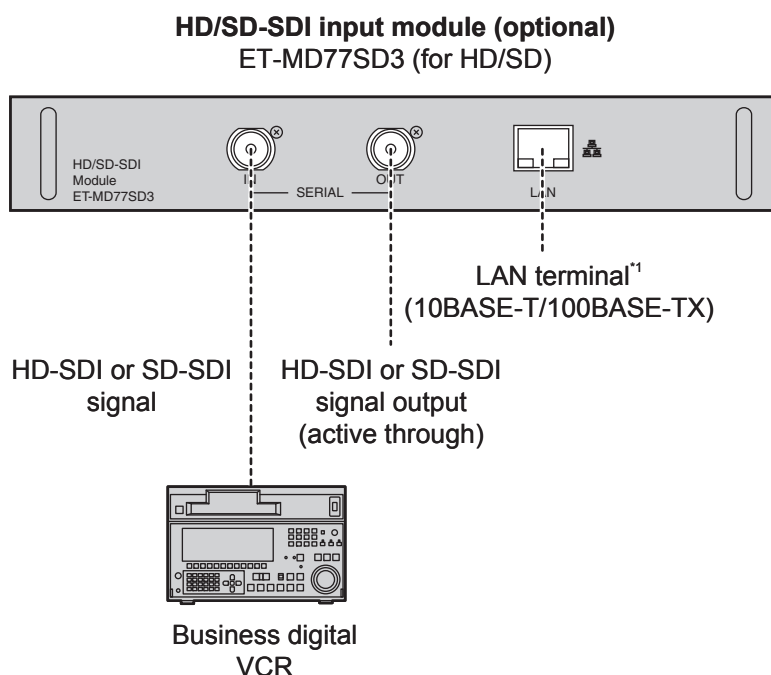 HD/SD-SDI input module (optional)
ET-MD77SD3 (for HD/SD)
HD/SD-SDI
Module
ET-MD77SD3
IN
SERIAL
OUT
LAN
LAN terminal*1
(10BASE-T/100BASE-TX)
HD-SDI or SD-SDI
signal
HD-SDI or SD-SDI
signal output
(active through)
Business digital
VCR